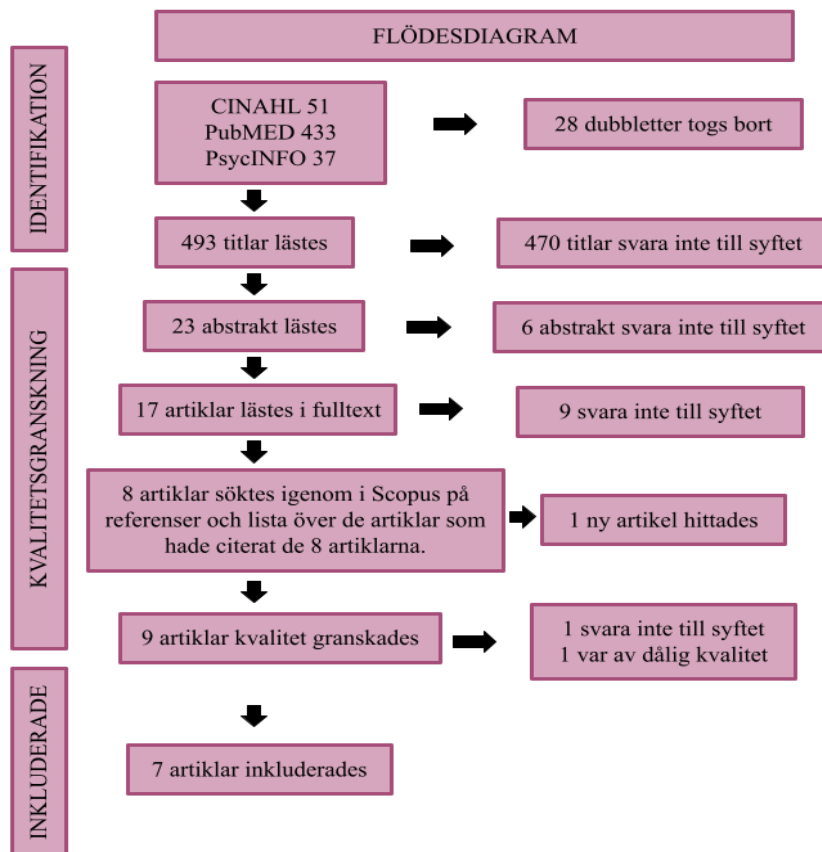 FLÖDESDIAGRAM
IDENTIFIKATION
CINAHL 51
PubMED 433
PsycINFO 37
28 dubbletter togs bort
493 titlar lästes
470 titlar svara inte till syftet
KVALITETSGRANSKNING
23 abstrakt lästes
6 abstrakt svara inte till syftet
17 artiklar lästes i fulltext
9 svara inte till syftet
8 artiklar söktes igenom i Scopus på
referenser och lista över de artiklar som
hade citerat de 8 artiklarna.
1 ny artikel hittades
9 artiklar kvalitet granskades
1 svara inte till syftet
1 var av dålig kvalitet
INKLUDERADE
7 artiklar inkluderades